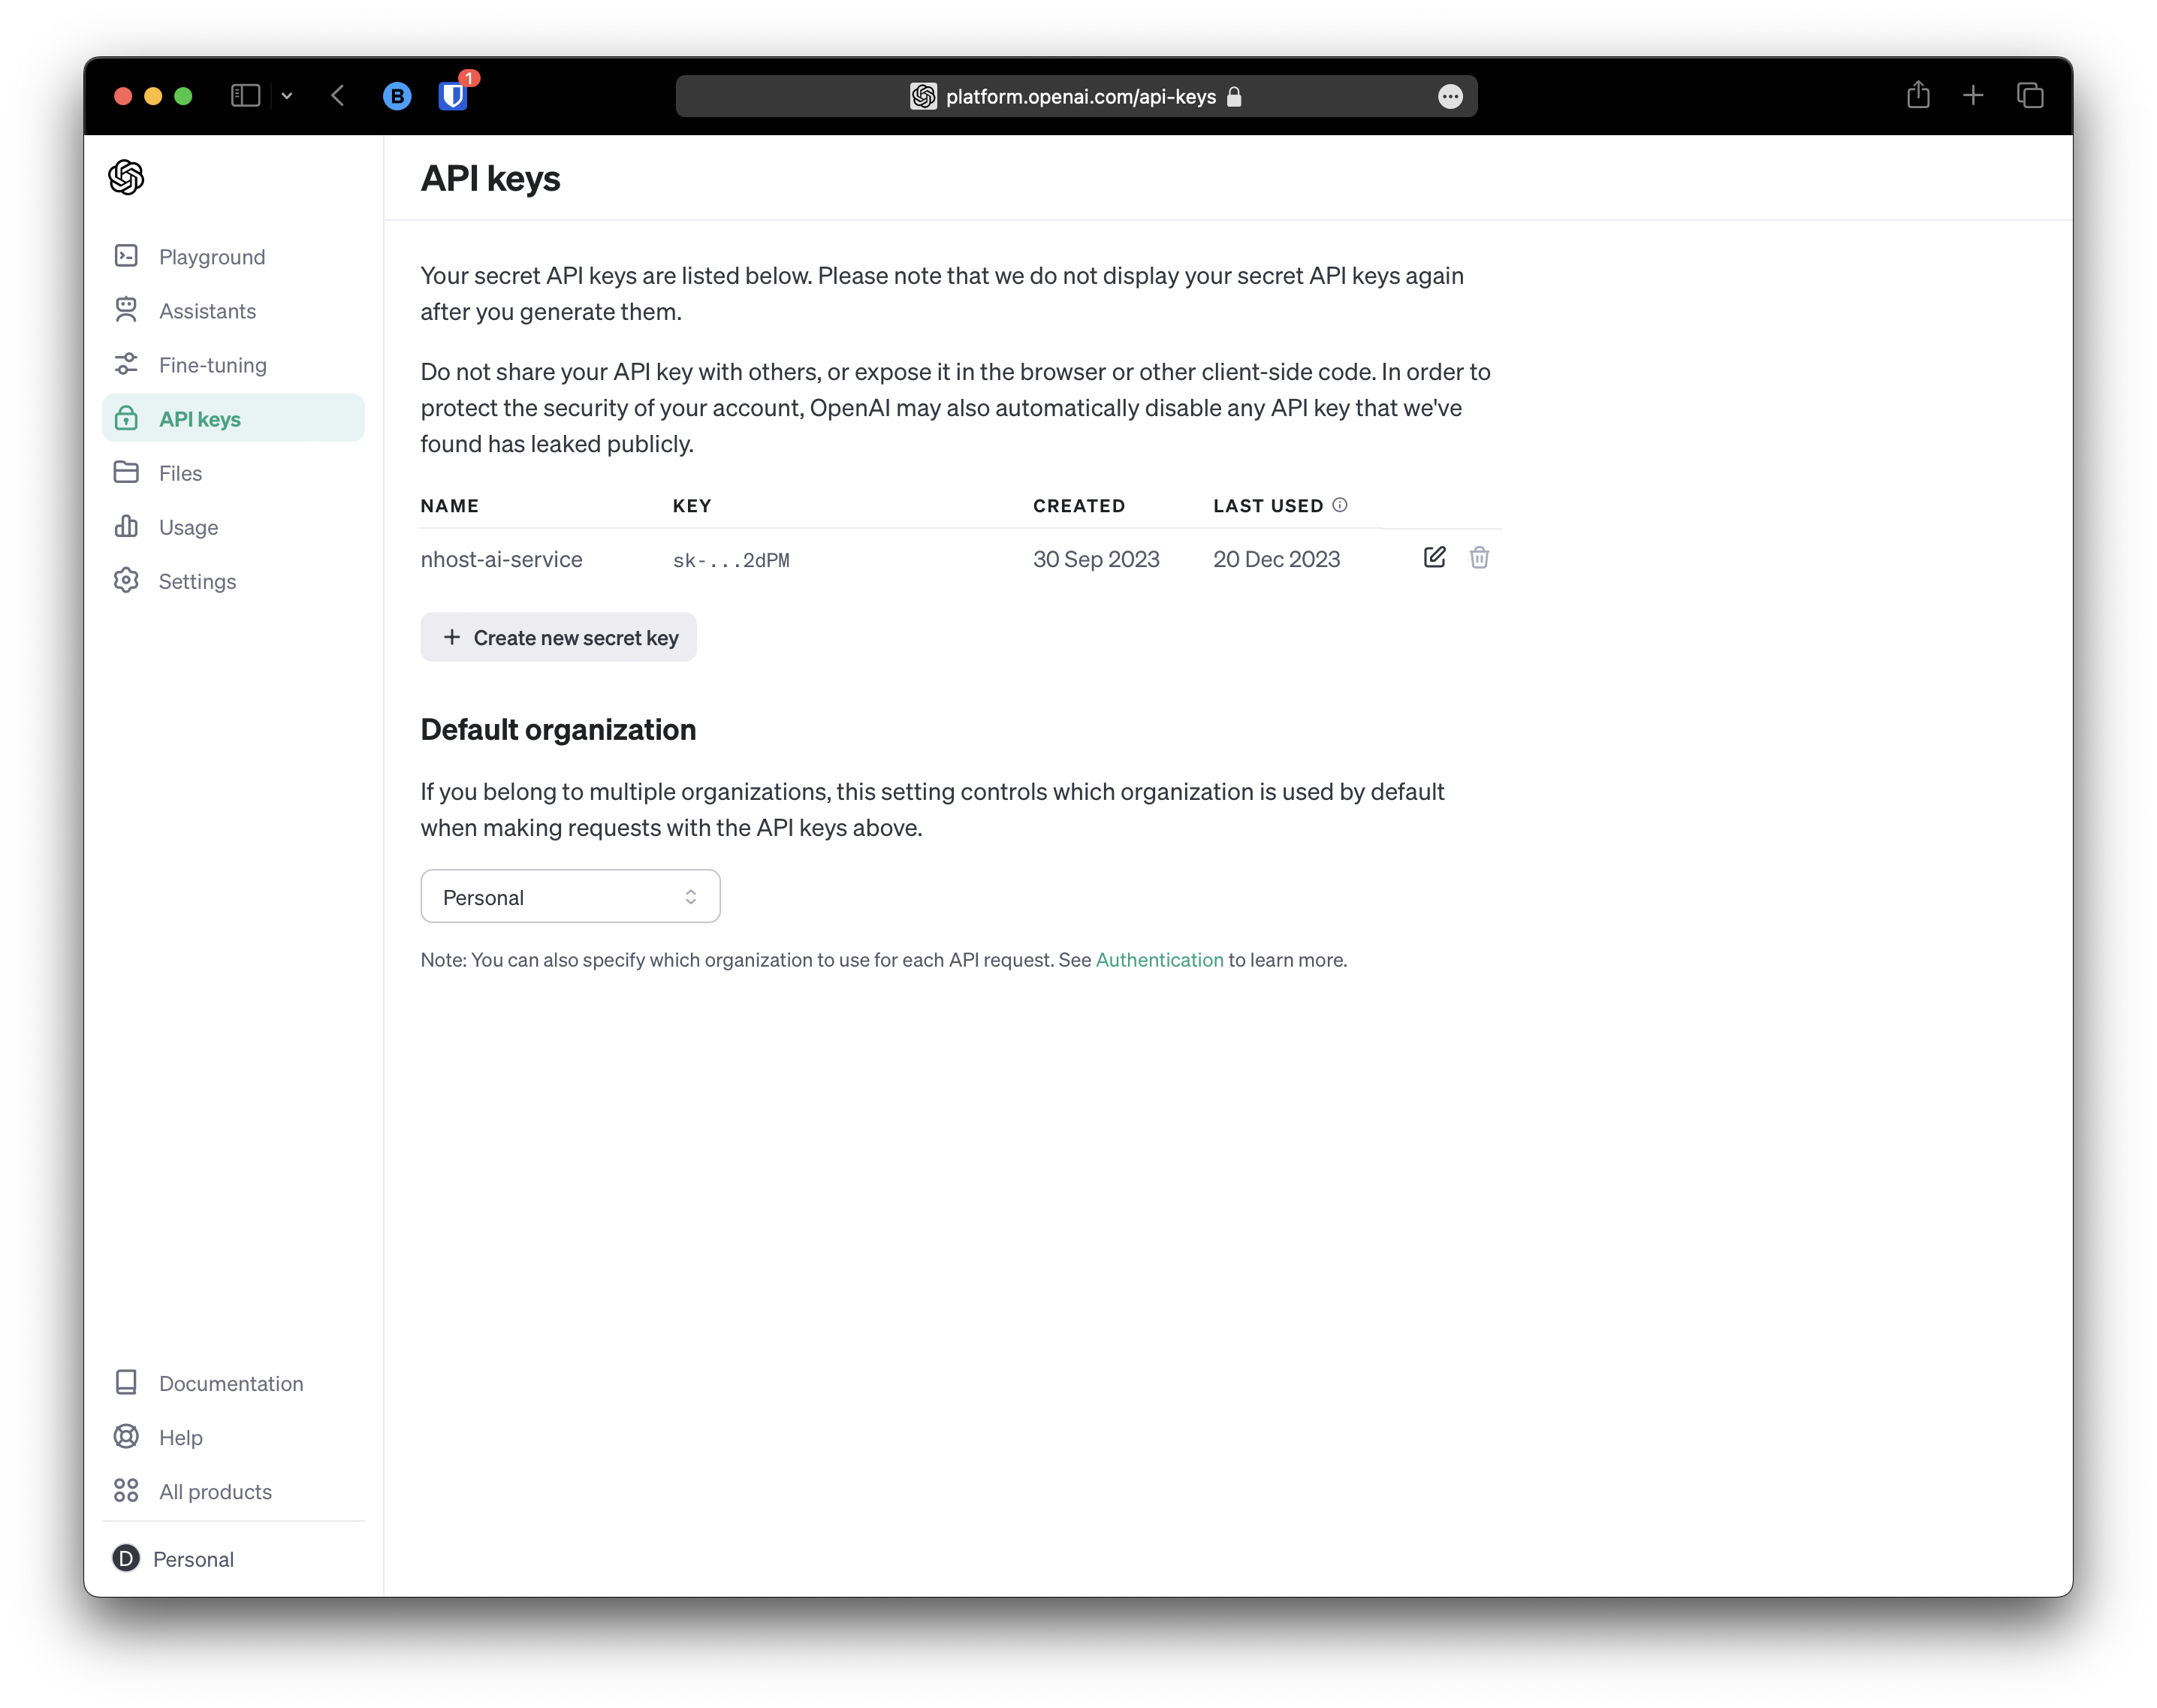 B
1
platform.openai.com/api-keys
API keys
Playground
Assistants
Fine-tuning
API keys
Files
Usage
Settings
Your secret API keys are listed below. Please note that we do not display your secret API keys again
after you generate them.
Do not share your API key with others, or expose it in the browser or other client-side code. In order to
protect the security of your account, OpenAI may also automatically disable any API key that we've
found has leaked publicly.
NAME KEY CREATED LAST USED
nhost-ai-service sk-...2dPM 30 Sep 2023 20 Dec 2023
+ Create new secret key
Default organization
If you belong to multiple organizations, this setting controls which organization is used by default
when making requests with the API keys above.
Personal
Note: You can also specify which organization to use for each API request. See Authentication to learn more.
Documentation
Help
All products
D Personal